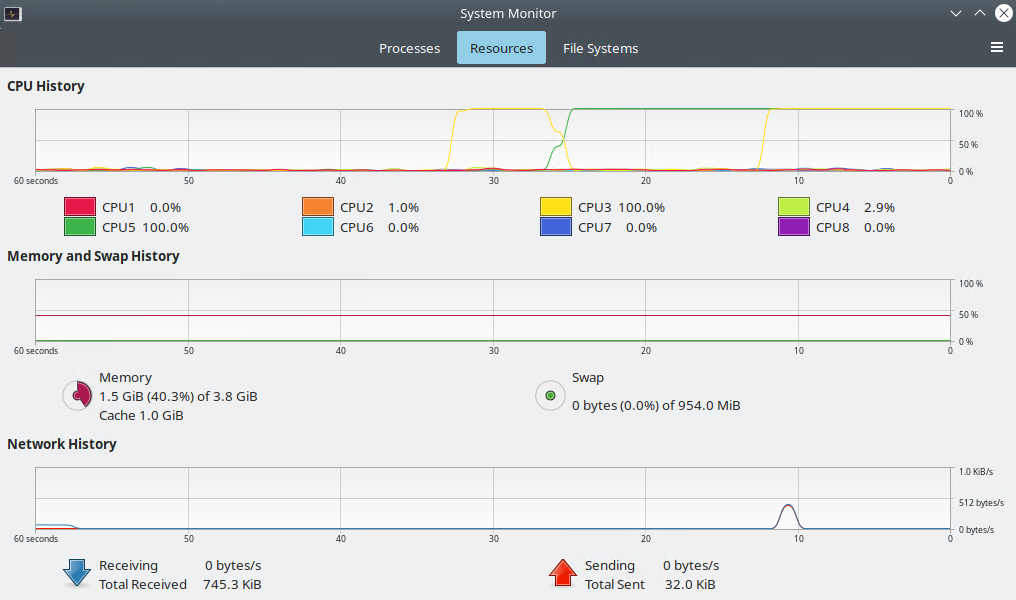 System Monitor
Processes Resources File Systems
CPU History
100 %
50 %
0 %
60 seconds 50 40 30 20 10 0
CPU1 0.0% CPU2 1.0% CPU3 100.0% CPU4 2.9%
CPU5 100.0% CPU6 0.0% CPU7 0.0% CPU8 0.0%
Memory and Swap History
100 %
50 %
0 %
60 seconds 50 40 30 20 10 0
Memory
1.5 GiB (40.3%) of 3.8 GiB
Cache 1.0 GiB
Swap
0 bytes (0.0%) of 954.0 MiB
Network History
1.0 KiB/s
512 bytes/s
0 bytes/s
60 seconds 50 40 30 20 10 0
Receiving 0 bytes/s
Total Received 745.3 KiB
Sending 0 bytes/s
Total Sent 32.0 KiB